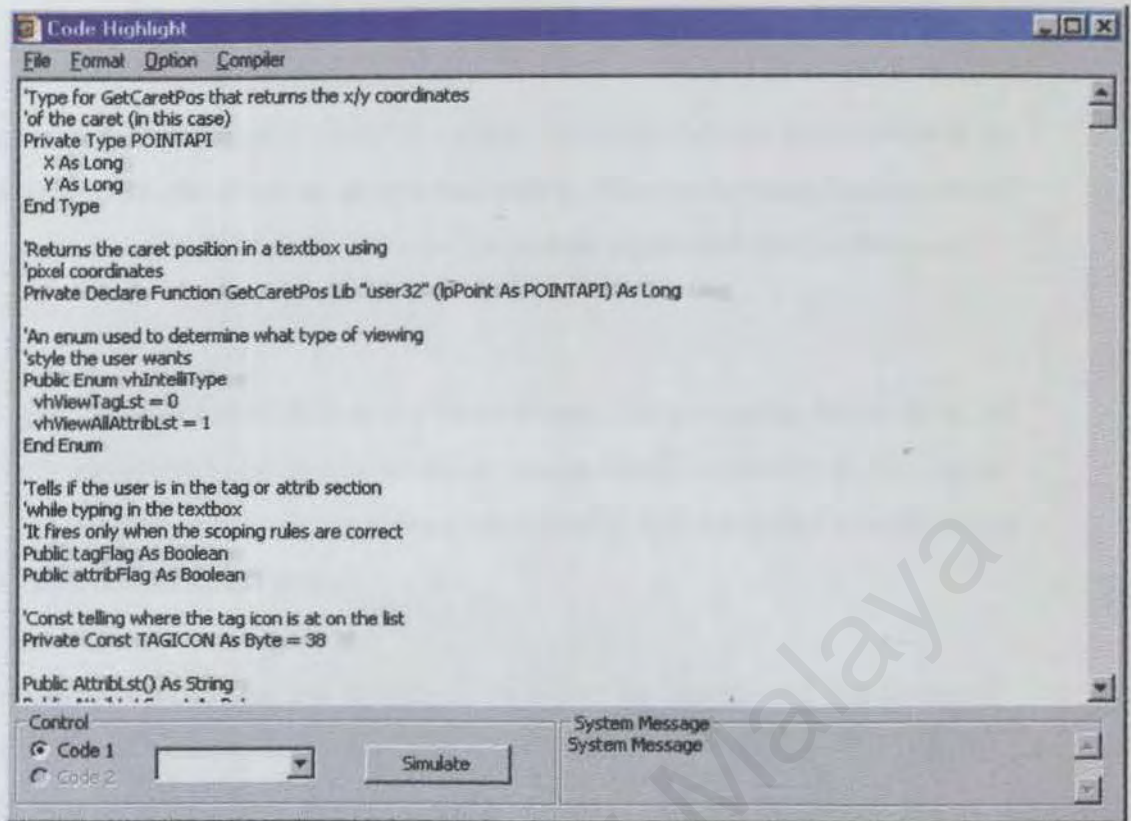 Code Highlight
File Format Option Compiler
'Type for GetCaretPos that returns the x/y coordinates
'of the caret (in this case)
Private Type POINTAPI
X As Long
Y As Long
End Type
'Returns the caret position in a textbox using
'pixel coordinates
Private Declare Function GetCaretPos Lib "user32" (lpPoint As POINTAPI) As Long
'An enum used to determine what type of viewing
'style the user wants
Public Enum vhIntelliType
vhViewTagLst = 0
vhViewAllAttribLst = 1
End Enum
'Tells if the user is in the tag or attrib section
'while typing in the textbox
'It fires only when the scoping rules are correct
Public tagFlag As Boolean
Public attribFlag As Boolean
'Const telling where the tag icon is at on the list
Private Const TAGICON As Byte = 38
Public AttribLst() As String
Control
Code 1
Code 2
Simulate
System Message
System Message
Malaya